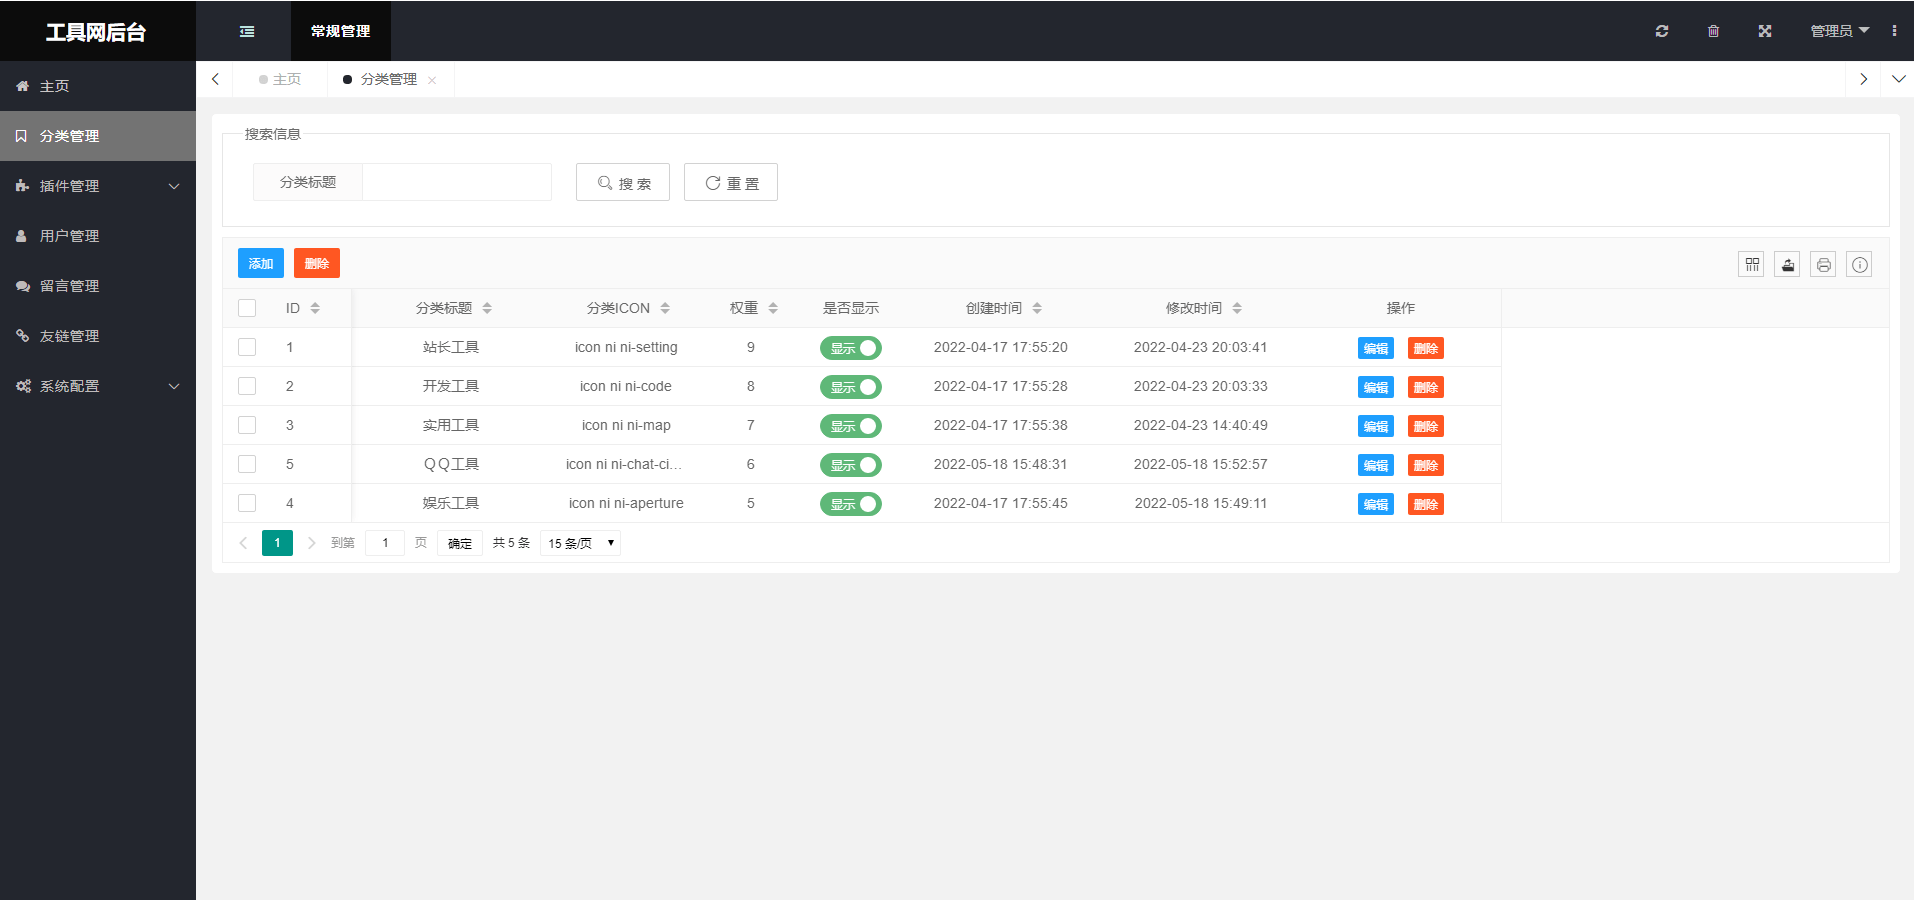 工具网后台
常规管理
管理员
主页
分类管理
插件管理
用户管理
留言管理
友链管理
系统配置
主页
分类管理
搜索信息
分类标题
搜 索
重 置
添加
删除
ID 分类标题 分类ICON 权重 是否显示 创建时间 修改时间 操作
1 站长工具 icon ni ni-setting 9 显示 2022-04-17 17:55:20 2022-04-23 20:03:41 编辑 删除
2 开发工具 icon ni ni-code 8 显示 2022-04-17 17:55:28 2022-04-23 20:03:33 编辑 删除
3 实用工具 icon ni ni-map 7 显示 2022-04-17 17:55:38 2022-04-23 14:40:49 编辑 删除
5 ＱＱ工具 icon ni ni-chat-ci... 6 显示 2022-05-18 15:48:31 2022-05-18 15:52:57 编辑 删除
4 娱乐工具 icon ni ni-aperture 5 显示 2022-04-17 17:55:45 2022-05-18 15:49:11 编辑 删除
1 到第 1 页 确定 共 5 条 15 条/页